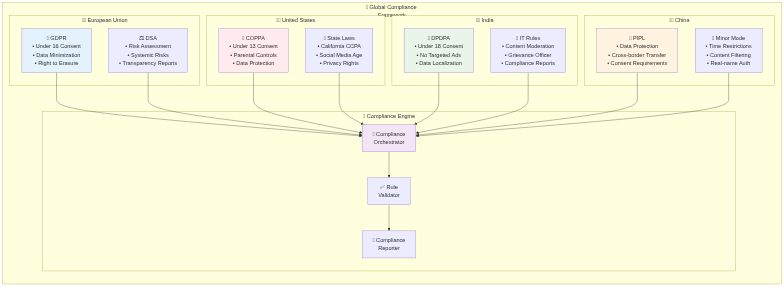 Global Compliance
Framework
European Union
United States
India
China
GDPR
• Under 16 Consent
• Data Minimization
• Right to Erasure
DSA
• Risk Assessment
• Systemic Risks
• Transparency Reports
COPPA
• Under 13 Consent
• Parental Controls
• Data Protection
State Laws
• California CCPA
• Social Media Age
• Privacy Rights
DPDPA
• Under 18 Consent
• No Targeted Ads
• Data Localization
IT Rules
• Content Moderation
• Grievance Officer
• Compliance Reports
PIPL
• Data Protection
• Cross-border Transfer
• Consent Requirements
Minor Mode
• Time Restrictions
• Content Filtering
• Real-name Auth
Compliance Engine
Compliance
Orchestrator
✅ Rule
Validator
Compliance
Reporter